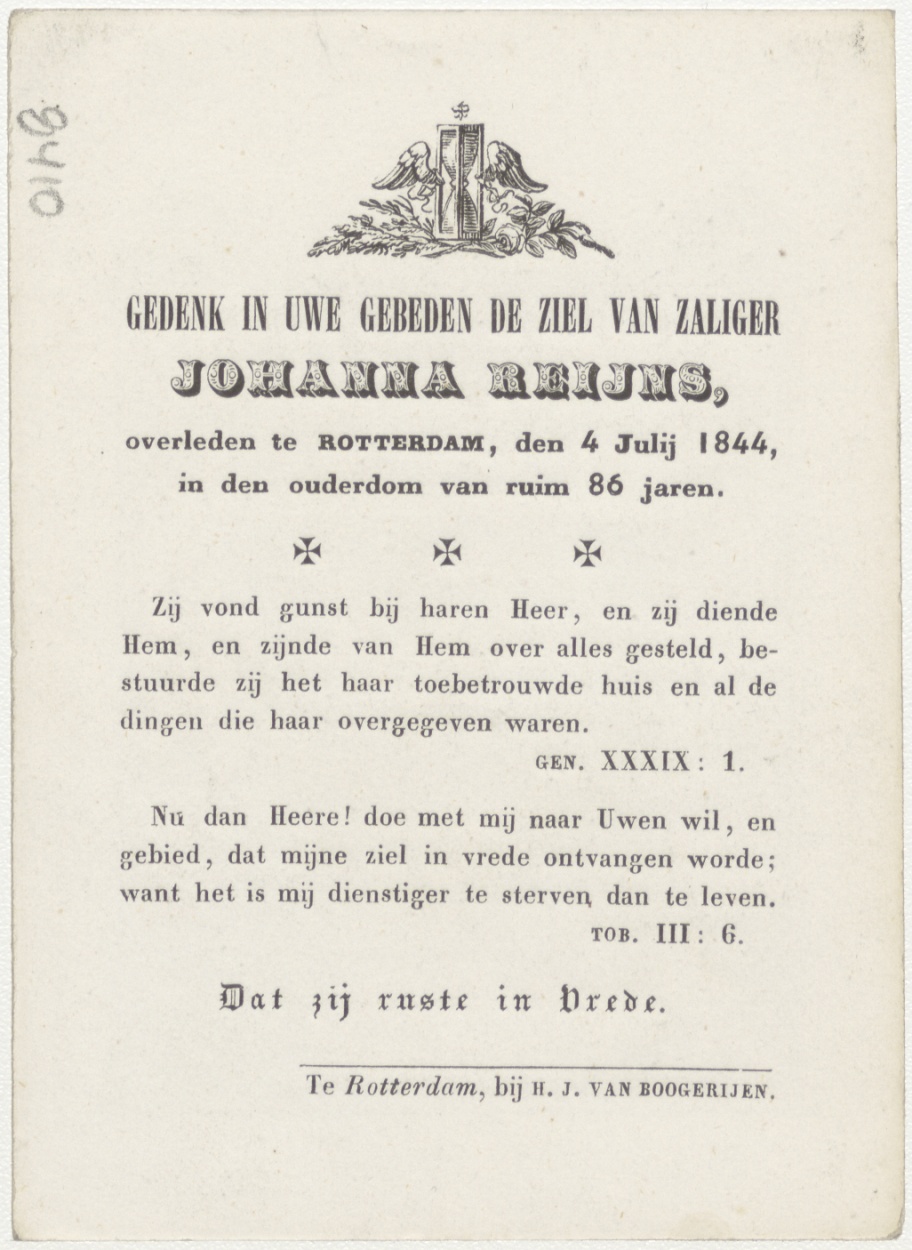 8410
GEDENK IN UWE GEBEDEN DE ZIEL VAN ZALIGER
JOHANNA REIJNS,
overleden te ROTTERDAM, den 4 Julij 1844,
in den ouderdom van ruim 86 jaren.
Zij vond gunst bij haren Heer, en zij diende
Hem, en zijnde van Hem over alles gesteld, be-
stuurde zij het haar toebetrouwde huis en al de
dingen die haar overgegeven waren.
GEN. XXXIX: 1.
Nu dan Heere! doe met mij naar Uwen wil, en
gebied, dat mijne ziel in vrede ontvangen worde;
want het is mij dienstiger te sterven, dan te leven.
TOB. III: 6.
Dat zij ruste in Vrede.
Te Rotterdam, bij H. J. VAN BOOGERIJEN.